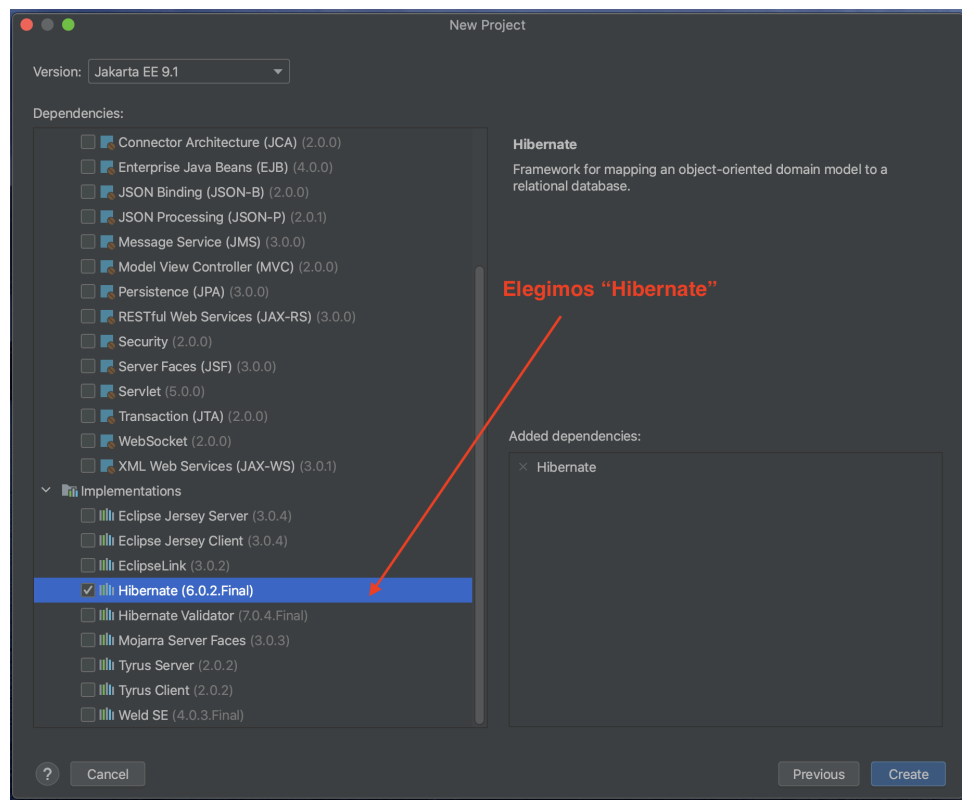 New Project
Version: Jakarta EE 9.1
Dependencies:
Connector Architecture (JCA) (2.0.0)
Enterprise Java Beans (EJB) (4.0.0)
JSON Binding (JSON-B) (2.0.0)
JSON Processing (JSON-P) (2.0.1)
Message Service (JMS) (3.0.0)
Model View Controller (MVC) (2.0.0)
Persistence (JPA) (3.0.0)
RESTful Web Services (JAX-RS) (3.0.0)
Security (2.0.0)
Server Faces (JSF) (3.0.0)
Servlet (5.0.0)
Transaction (JTA) (2.0.0)
WebSocket (2.0.0)
XML Web Services (JAX-WS) (3.0.1)
Implementations
Eclipse Jersey Server (3.0.4)
Eclipse Jersey Client (3.0.4)
EclipseLink (3.0.2)
Hibernate (6.0.2.Final)
Hibernate Validator (7.0.4.Final)
Mojarra Server Faces (3.0.3)
Tyrus Server (2.0.2)
Tyrus Client (2.0.2)
Weld SE (4.0.3.Final)
Hibernate
Framework for mapping an object-oriented domain model to a
relational database.
Elegimos “Hibernate”
Added dependencies:
Hibernate
?
Cancel
Previous
Create